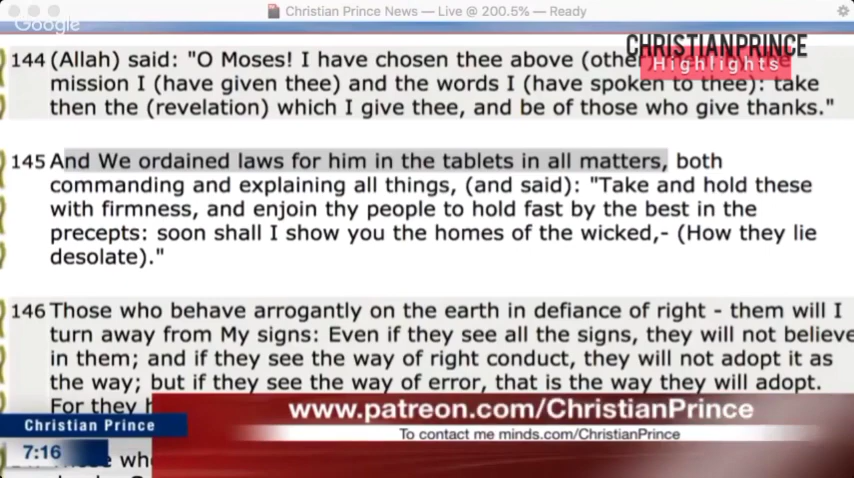 Christian Prince News — Live @ 200.5% — Ready
Google
CHRISTIAN PRINCE
Highlights
144 (Allah) said: "O Moses! I have chosen thee above (othe
mission I (have given thee) and the words I (have spoken to thee): take
then the (revelation) which I give thee, and be of those who give thanks."
145 And We ordained laws for him in the tablets in all matters, both
commanding and explaining all things, (and said): "Take and hold these
with firmness, and enjoin thy people to hold fast by the best in the
precepts: soon shall I show you the homes of the wicked,- (How they lie
desolate)."
146 Those who behave arrogantly on the earth in defiance of right - them will I
turn away from My signs: Even if they see all the signs, they will not believe
in them; and if they see the way of right conduct, they will not adopt it as
the way; but if they see the way of error, that is the way they will adopt.
For they h
www.patreon.com/ChristianPrince
Christian Prince
To contact me minds.com/ChristianPrince
7:16